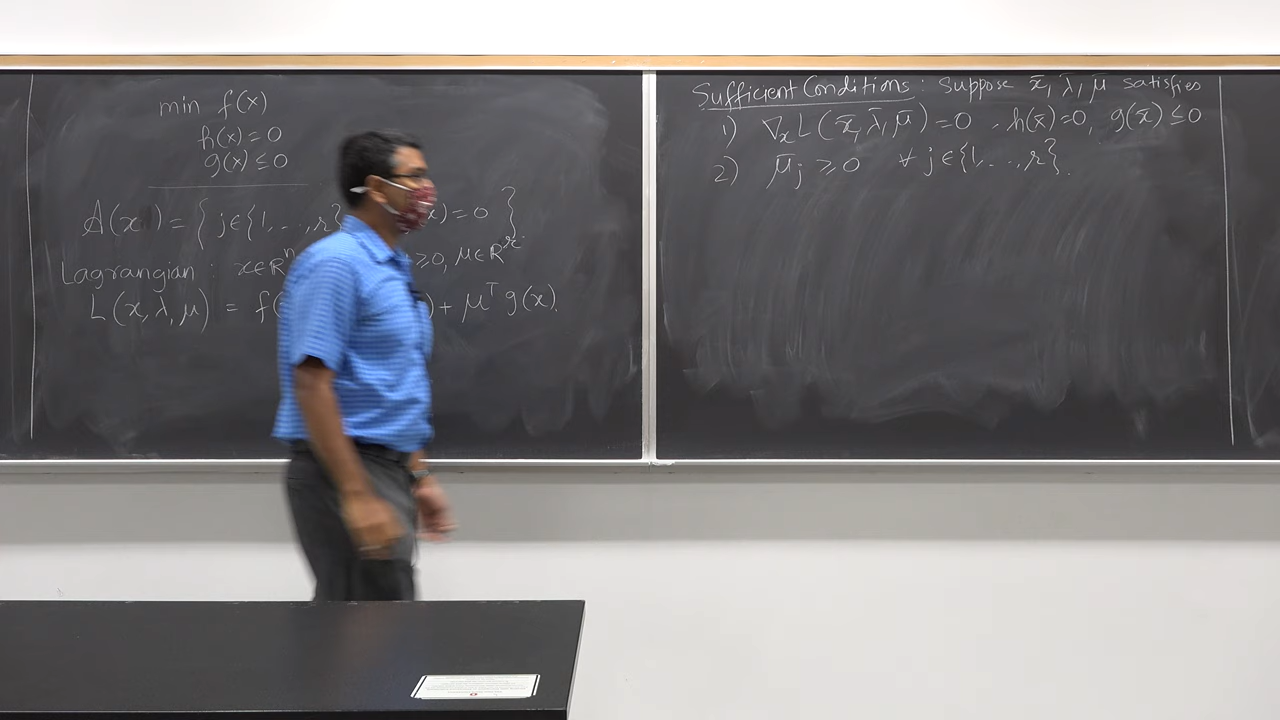 min f(x)
h(x)=0
g(x) ≤ 0
A(x) = { j∈{1,...,r} x)=0 }
Lagrangian : x∈ℝⁿ ≥0, μ∈ℝʳ
L(x,λ,μ) = f( )+ μᵀg(x).
Sufficient Conditions : Suppose x̄, λ̄, μ̄ satisfies
1) ∇ₓL(x̄,λ̄,μ̄)=0 , h(x̄)=0, g(x̄) ≤ 0
2) μ̄ⱼ ≥ 0 ∀ j∈{1,...,r}.